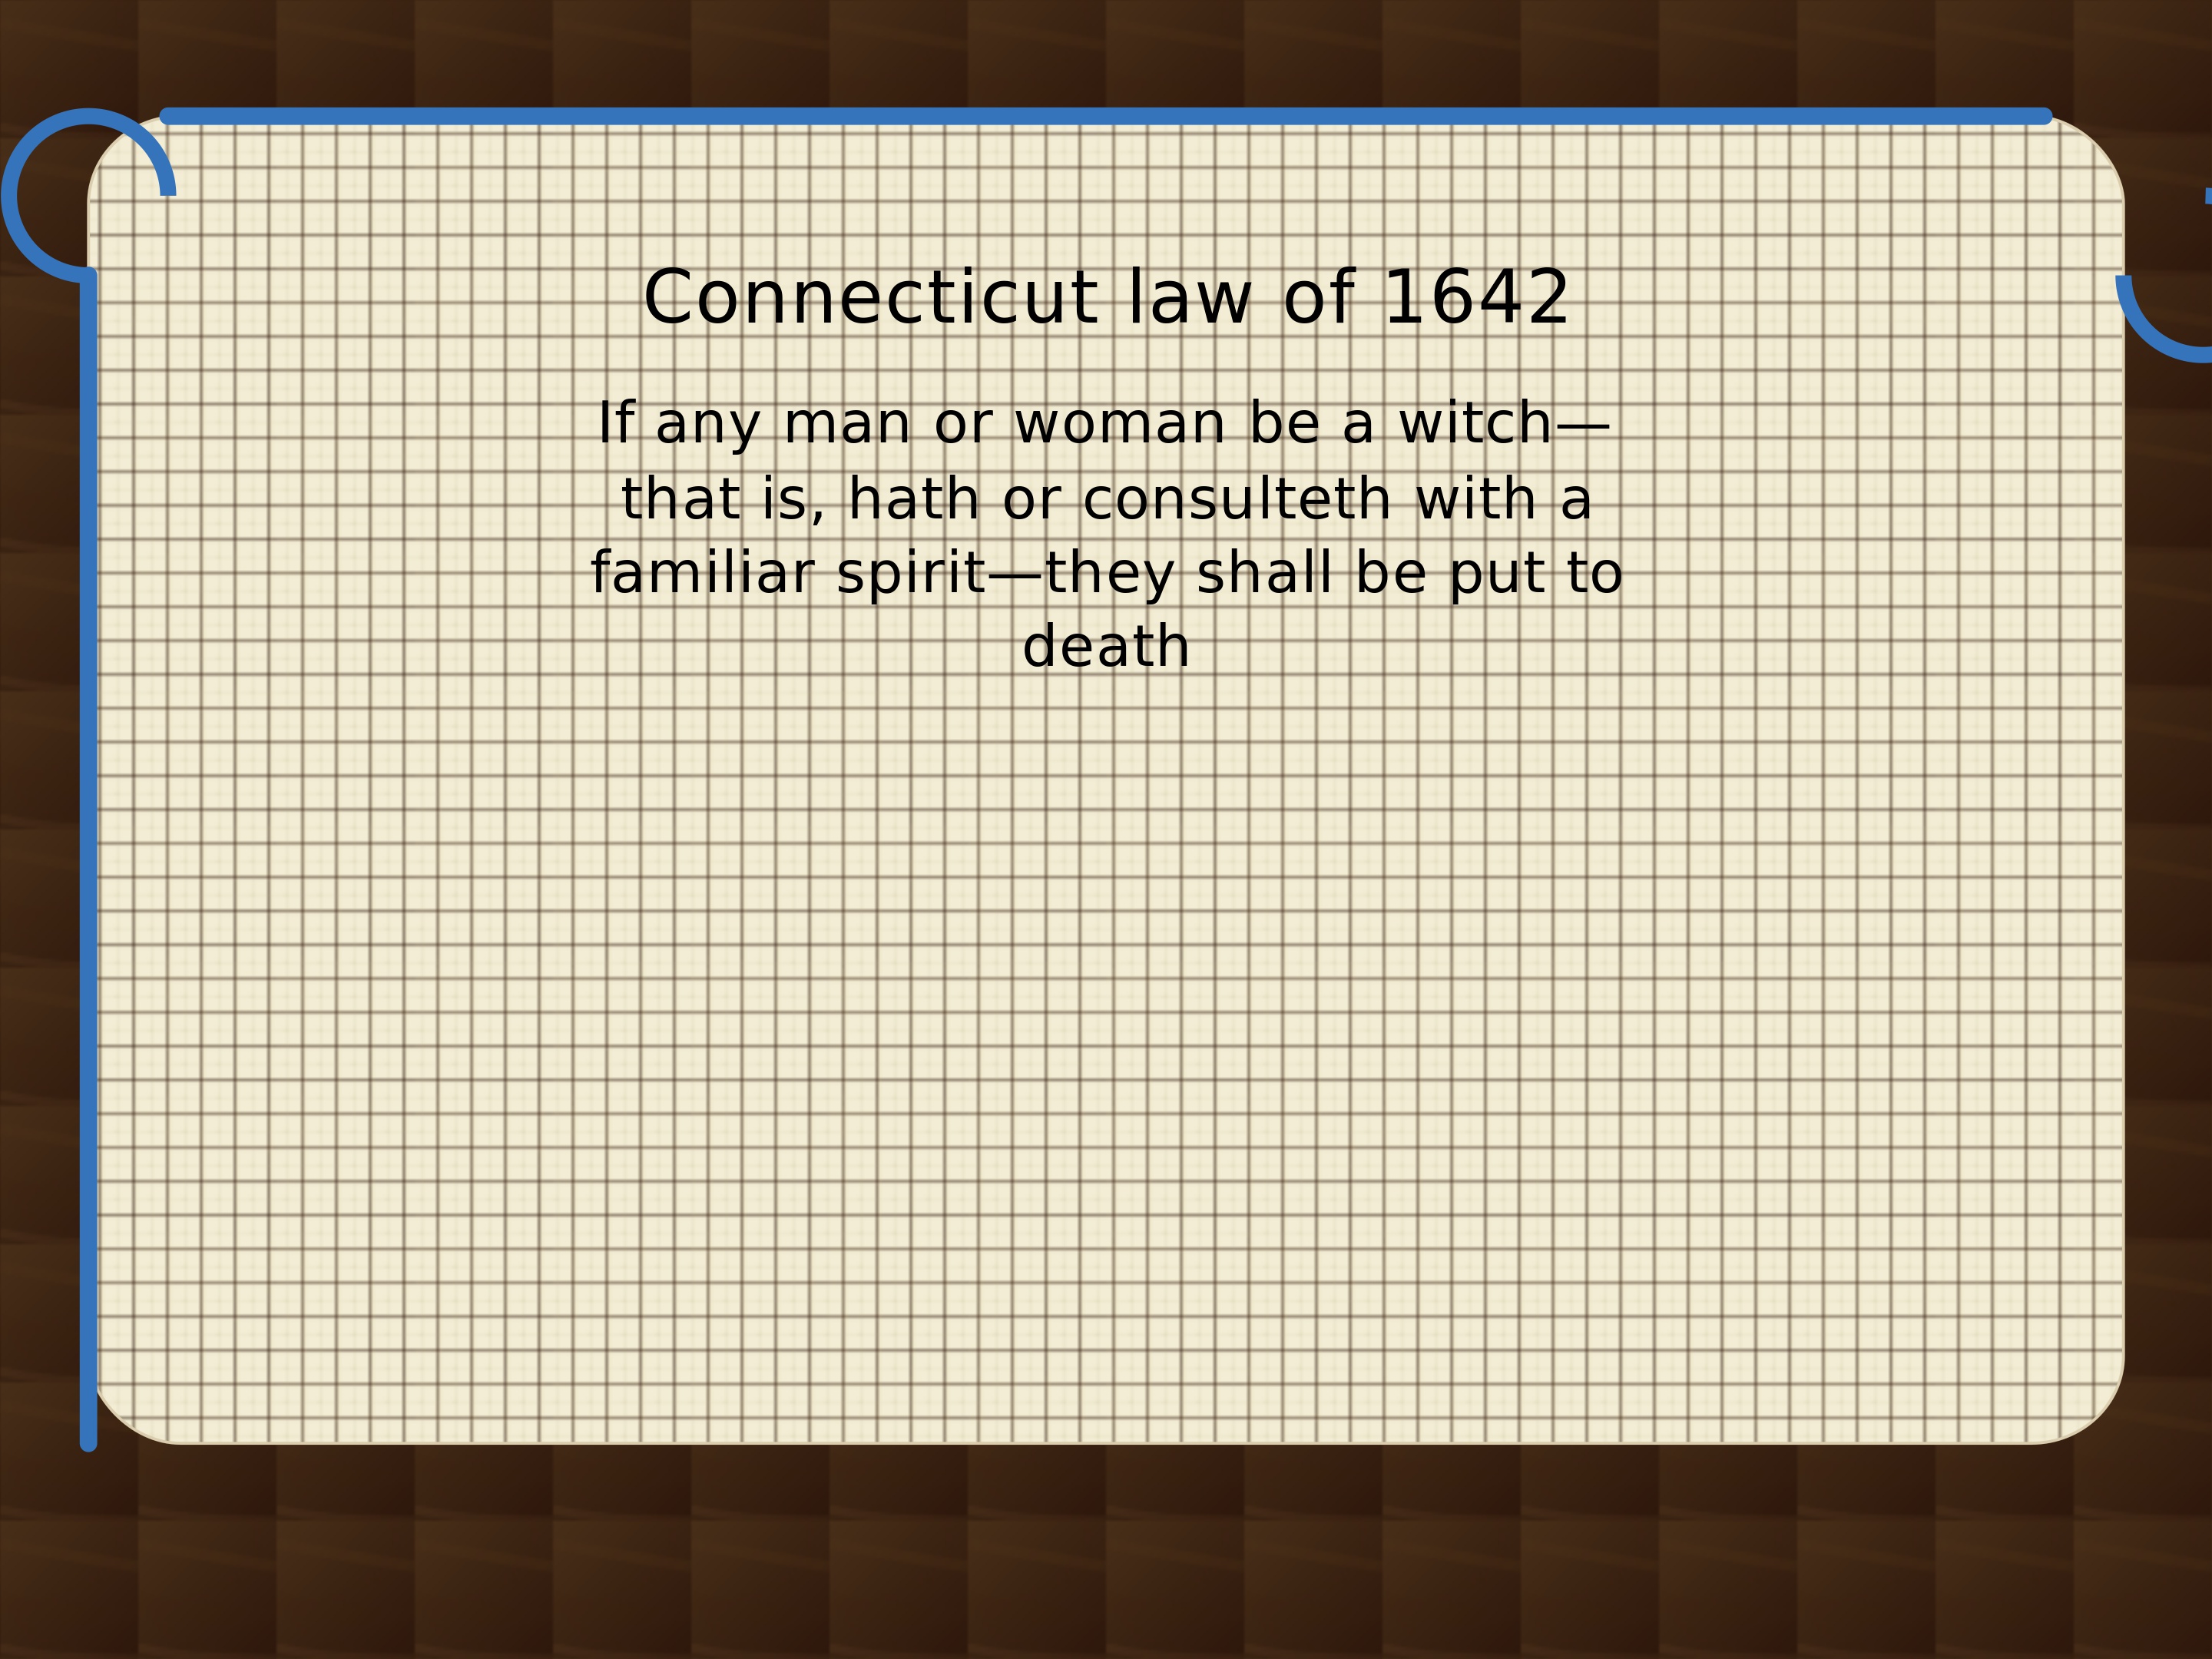 Connecticut law of 1642
If any man or woman be a witch—
that is, hath or consulteth with a
familiar spirit—they shall be put to
death